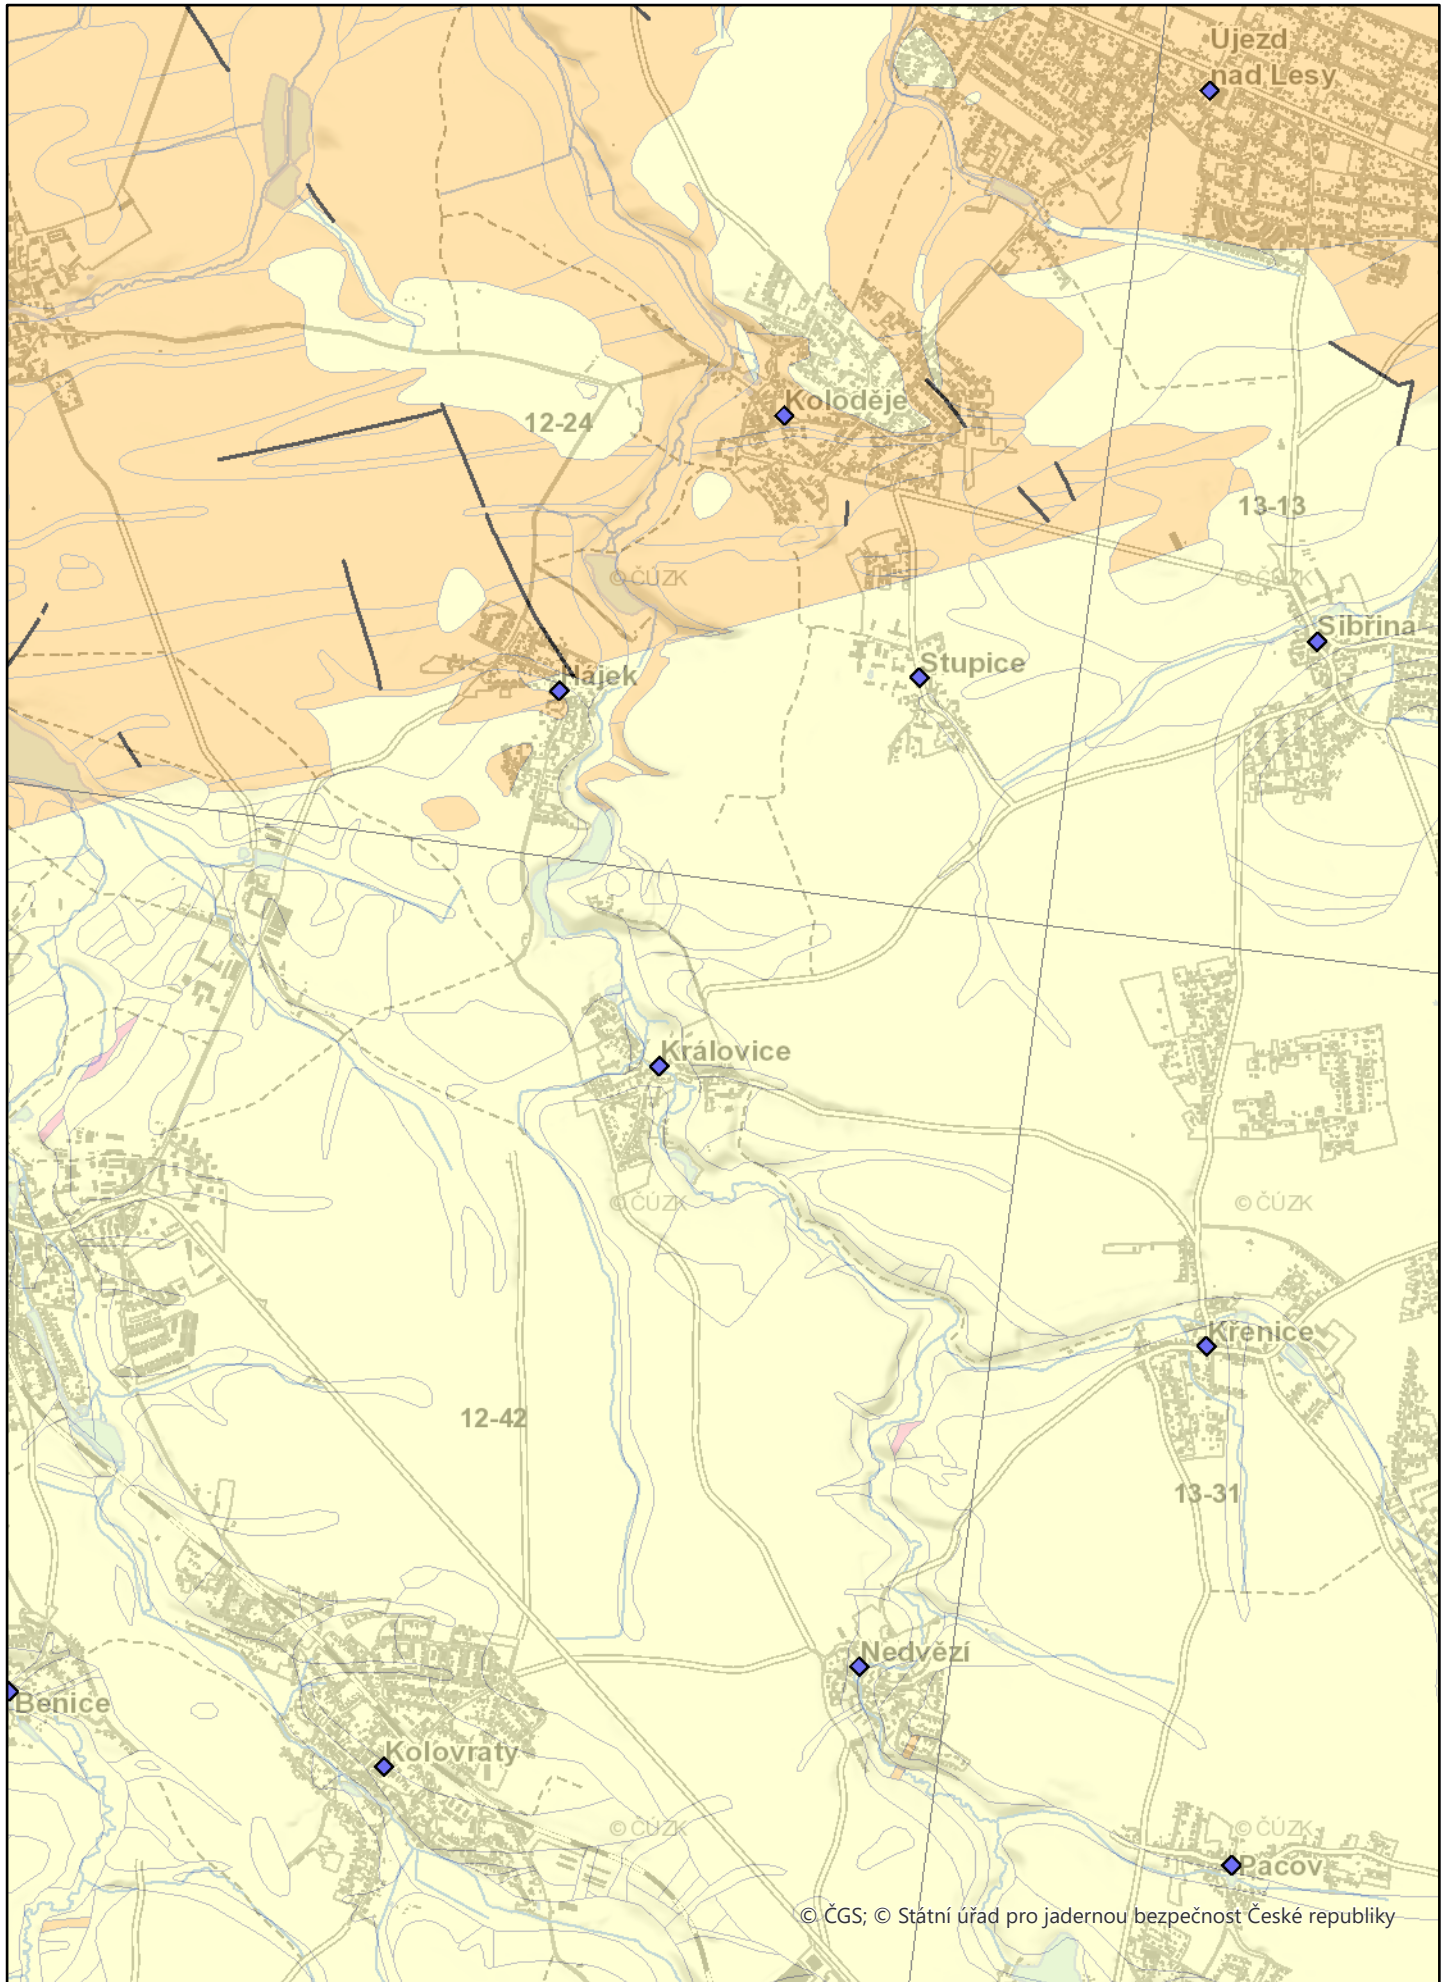 Újezd
nad Lesy
Koloděje
12-24
13-13
© ČÚZK
© ČÚZK
Sibřina
Stupice
Hájek
Královice
© ČÚZK
© ČÚZK
Křenice
12-42
13-31
Nedvězí
Benice
Kolovraty
© ČÚZK
© ČÚZK
Pacov
© ČGS; © Státní úřad pro jadernou bezpečnost České republiky